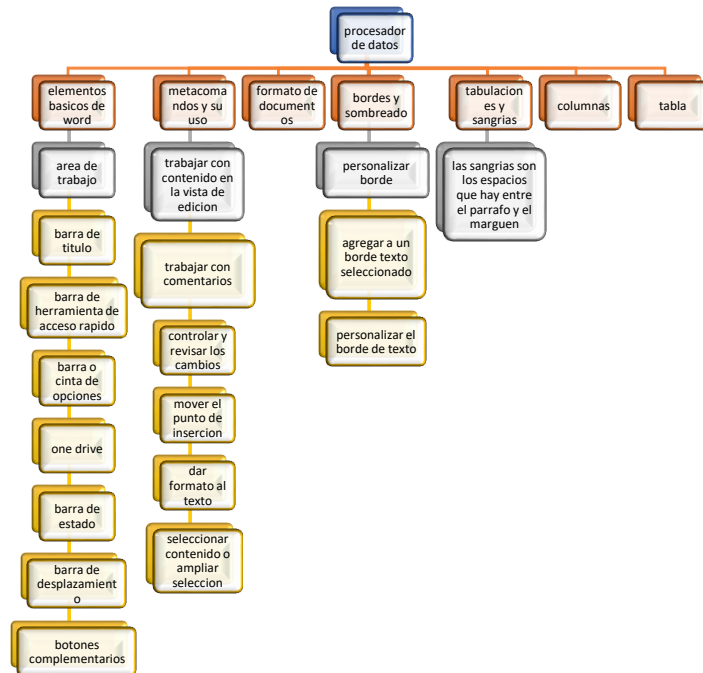 procesador
de datos
elementos
basicos de
word
metacoma
ndos y su
uso
formato de
document
os
bordes y
sombreado
tabulacion
es y
sangrias
columnas
tabla
area de
trabajo
barra de
titulo
barra de
herramienta de
acceso rapido
barra o
cinta de
opciones
one drive
barra de
estado
barra de
desplazamient
o
botones
complementarios
trabajar con
contenido en
la vista de
edicion
trabajar con
comentarios
controlar y
revisar los
cambios
mover el
punto de
insercion
dar
formato al
texto
seleccionar
contenido o
ampliar
seleccion
personalizar
borde
agregar a un
borde texto
seleccionado
personalizar el
borde de texto
las sangrias son
los espacios
que hay entre
el parrafo y el
marguen